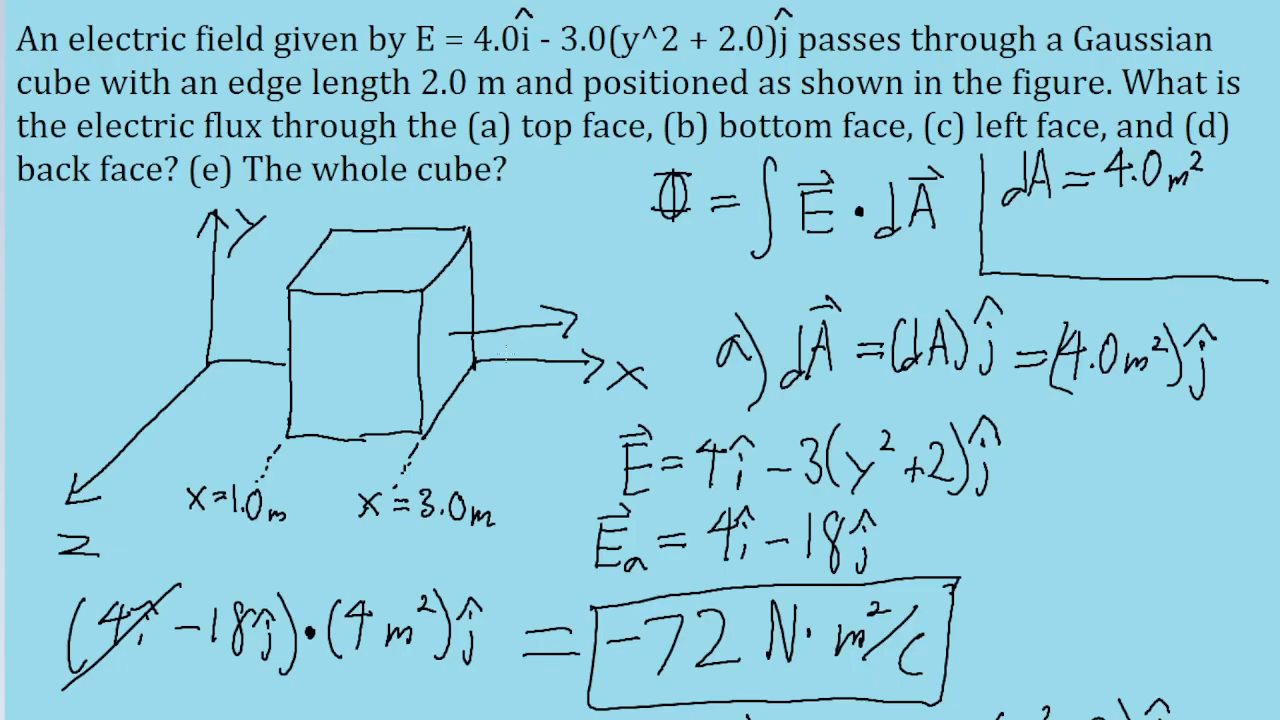 An electric field given by E = 4.0î - 3.0(y^2 + 2.0)ĵ passes through a Gaussian
cube with an edge length 2.0 m and positioned as shown in the figure. What is
the electric flux through the (a) top face, (b) bottom face, (c) left face, and (d)
back face? (e) The whole cube?
Φ = ∫ E⃗ • dA⃗
dA = 4.0 m²
Y
X
Z
x = 1.0 m
x = 3.0 m
a) dA⃗ = (dA) ĵ = (4.0 m²) ĵ
E⃗ = 4î - 3(y² + 2) ĵ
E⃗a = 4î - 18ĵ
(4î - 18ĵ) • (4 m²) ĵ = -72 N· m²/c